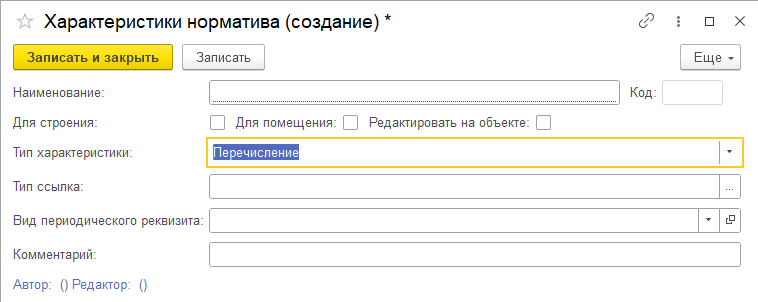 Характеристики норматива (создание) *
Записать и закрыть Записать Еще
Наименование: Код:
Для строения: Для помещения: Редактировать на объекте:
Тип характеристики: Перечисление
Тип ссылка: ...
Вид периодического реквизита:
Комментарий:
Автор: () Редактор: ()